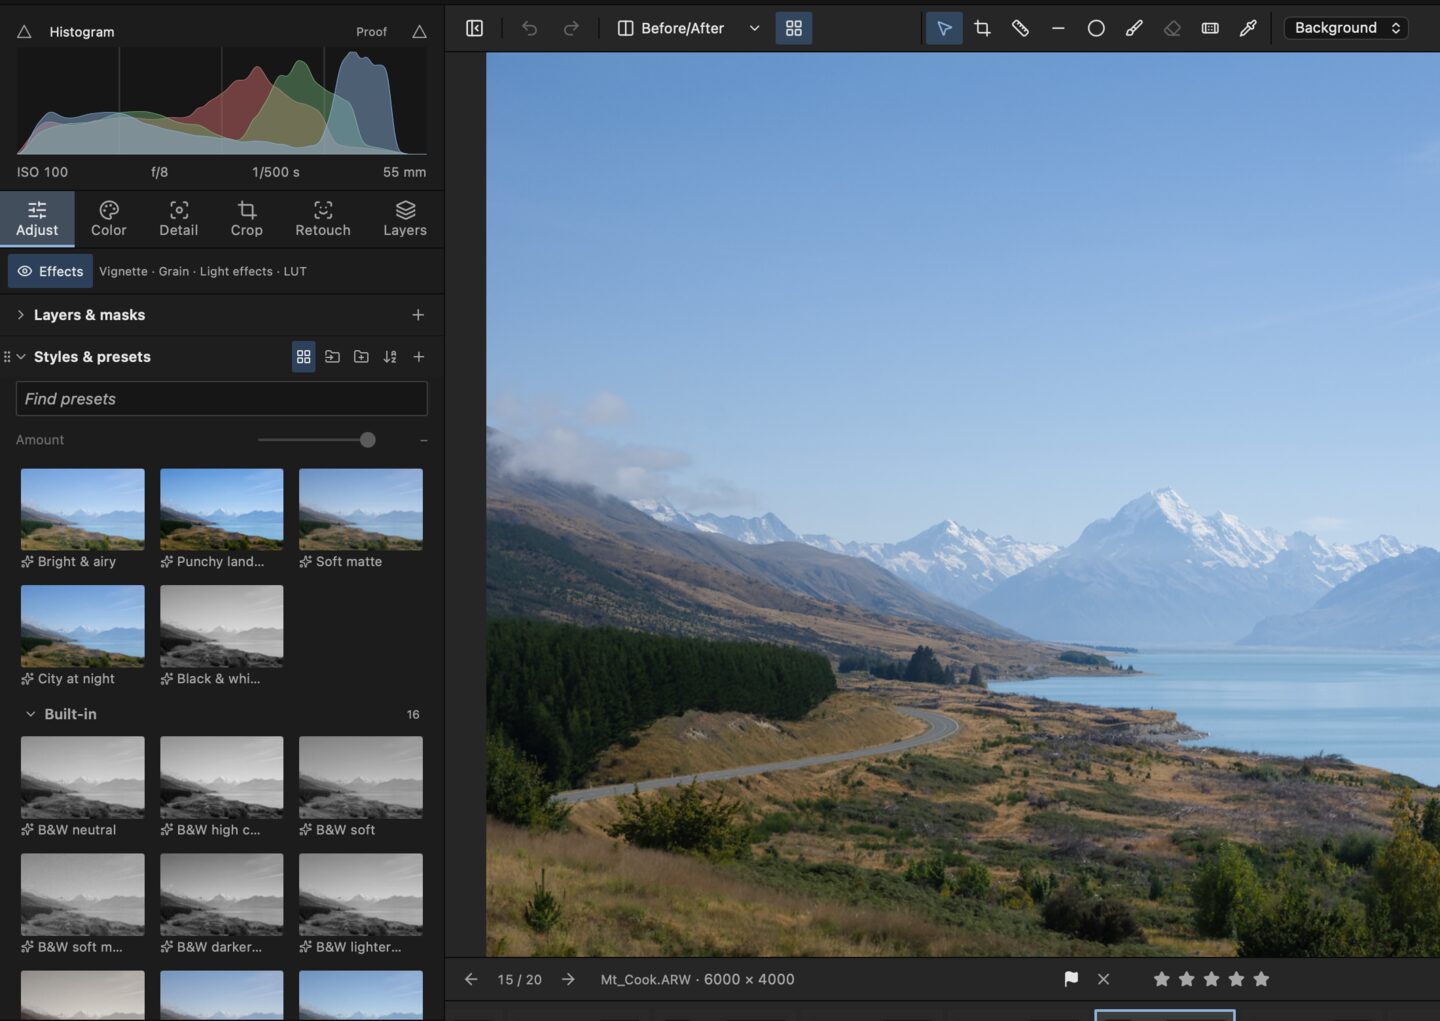 Histogram
Proof
ISO 100
f/8
1/500 s
55 mm
Adjust
Color
Detail
Crop
Retouch
Layers
Effects
Vignette · Grain · Light effects · LUT
Layers & masks
Styles & presets
Find presets
Amount
Bright & airy
Punchy land...
Soft matte
City at night
Black & whi...
Built-in
16
B&W neutral
B&W high c...
B&W soft
B&W soft m...
B&W darker...
B&W lighter...
Before/After
Background
15 / 20
Mt_Cook.ARW · 6000 × 4000